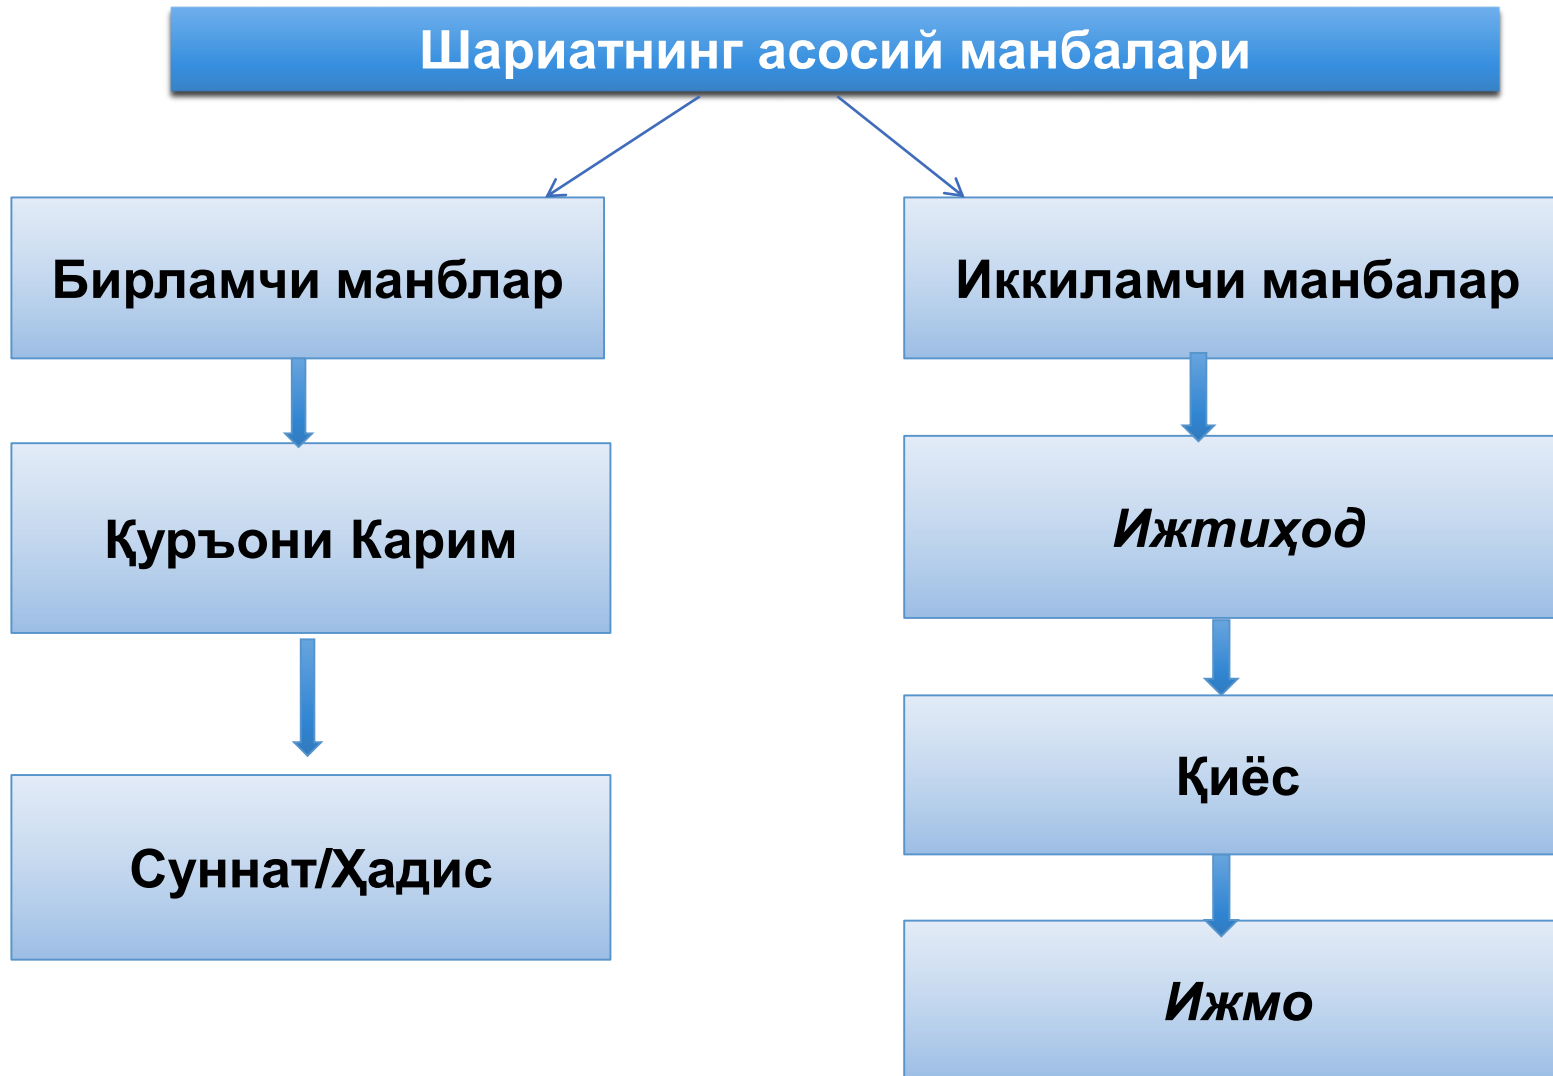 Шариатнинг асосий манбалари
Бирламчи манблар
Қуръони Карим
Суннат/Ҳадис
Иккиламчи манбалар
Ижтиҳод
Қиёс
Ижмо